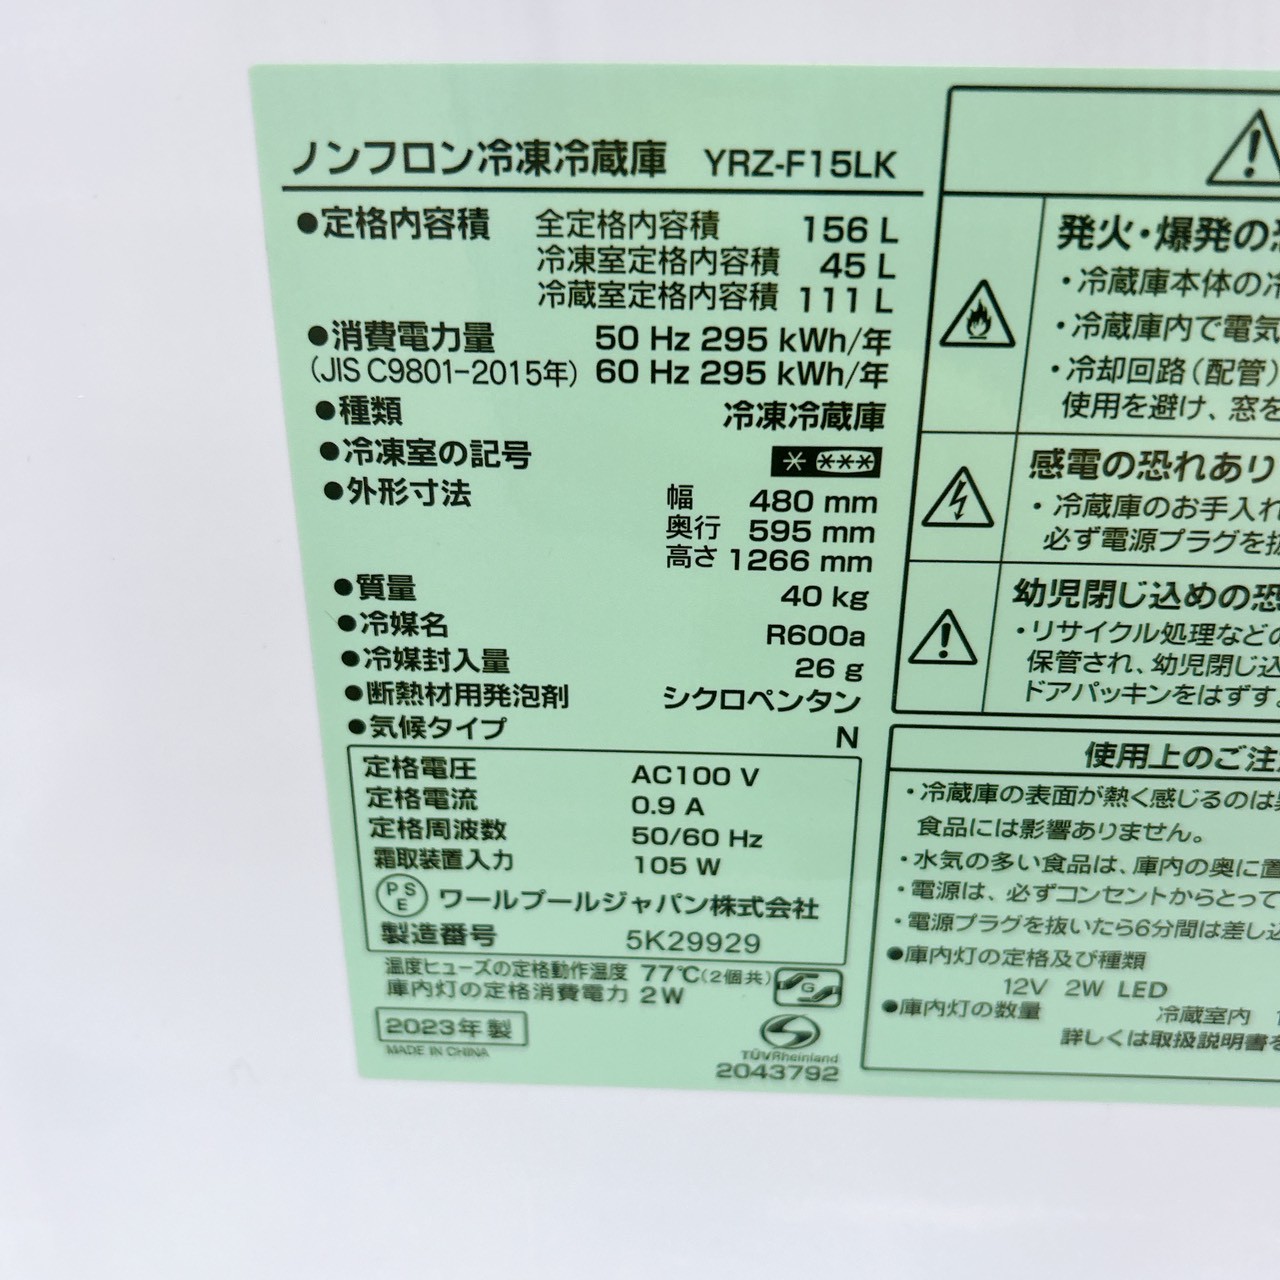 ノンフロン冷凍冷蔵庫 YRZ-F15LK
●定格内容積 全定格内容積 156 L
冷凍室定格内容積 45 L
冷蔵室定格内容積 111 L
●消費電力量 50 Hz 295 kWh/年
(JIS C9801-2015年) 60 Hz 295 kWh/年
●種類 冷凍冷蔵庫
●冷凍室の記号
●外形寸法 幅 480 mm
奥行 595 mm
高さ 1266 mm
●質量 40 kg
●冷媒名 R600a
●冷媒封入量 26 g
●断熱材用発泡剤 シクロペンタン
●気候タイプ N
定格電圧 AC100 V
定格電流 0.9 A
定格周波数 50/60 Hz
霜取装置入力 105 W
PSE ワールプールジャパン株式会社
製造番号 5K29929
温度ヒューズの定格動作温度 77℃(2個共)
庫内灯の定格消費電力 2W
G
2023年製
MADE IN CHINA
TÜVRheinland
2043792
発火・爆発の
・冷蔵庫本体の
・冷蔵庫内で電気
・冷却回路(配管)
使用を避け、窓を
感電の恐れあり
・冷蔵庫のお手入れ
必ず電源プラグを
幼児閉じ込めの恐
・リサイクル処理などの
保管され、幼児閉じ込
ドアパッキンをはずす
使用上のご注
・冷蔵庫の表面が熱く感じるのは
食品には影響ありません。
・水気の多い食品は、庫内の奥に置
・電源は、必ずコンセントからとって
・電源プラグを抜いたら6分間は差し込
●庫内灯の定格及び種類
12V 2W LED
●庫内灯の数量 冷蔵室内
詳しくは取扱説明書を